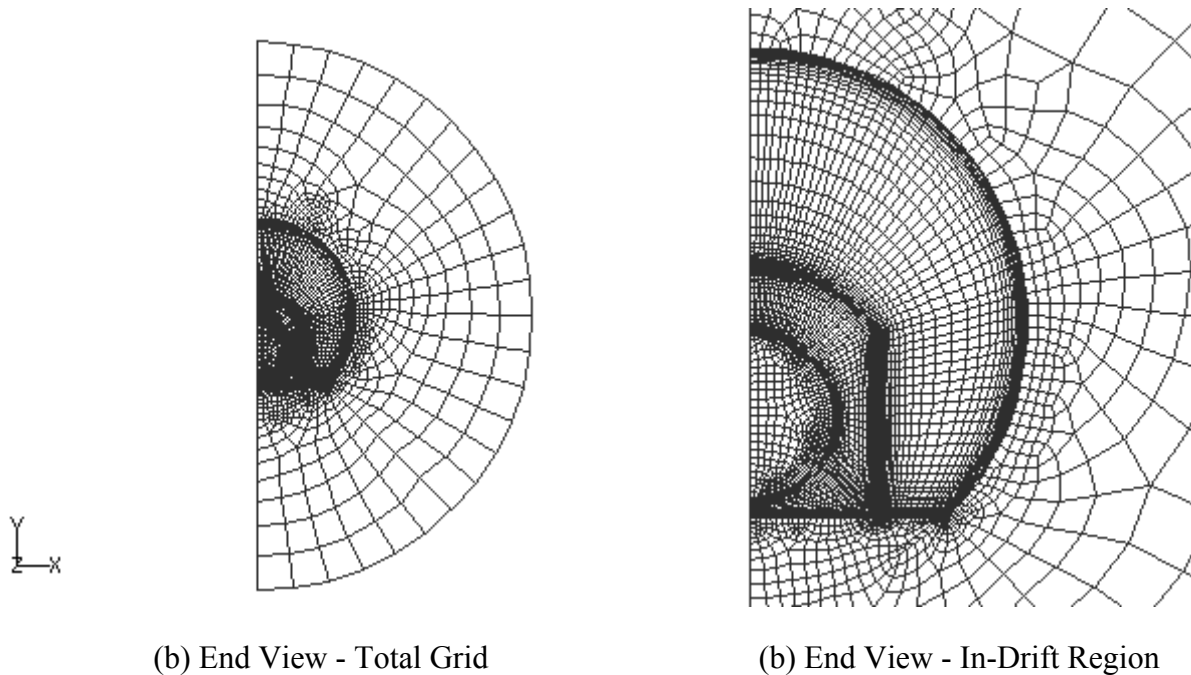 Y
Z X
(b) End View - Total Grid
(b) End View - In-Drift Region